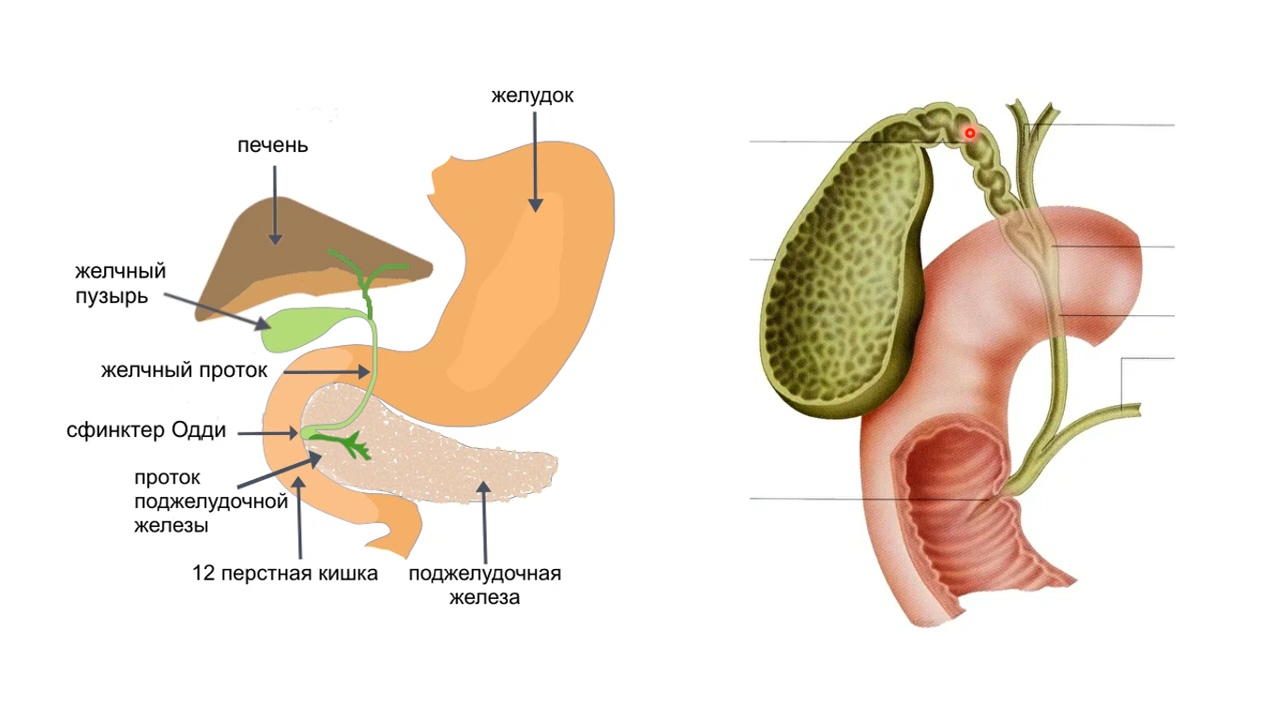 желудок
печень
желчный
пузырь
желчный проток
сфинктер Одди
проток
поджелудочной
железы
12 перстная кишка
поджелудочная
железа